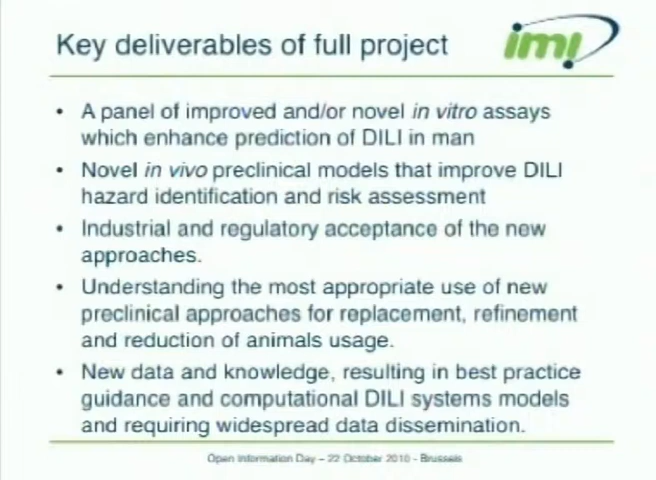 Key deliverables of full project
imi
• A panel of improved and/or novel in vitro assays
which enhance prediction of DILI in man
• Novel in vivo preclinical models that improve DILI
hazard identification and risk assessment
• Industrial and regulatory acceptance of the new
approaches.
• Understanding the most appropriate use of new
preclinical approaches for replacement, refinement
and reduction of animals usage.
• New data and knowledge, resulting in best practice
guidance and computational DILI systems models
and requiring widespread data dissemination.
Open Information Day – 22 October 2010 - Brussels